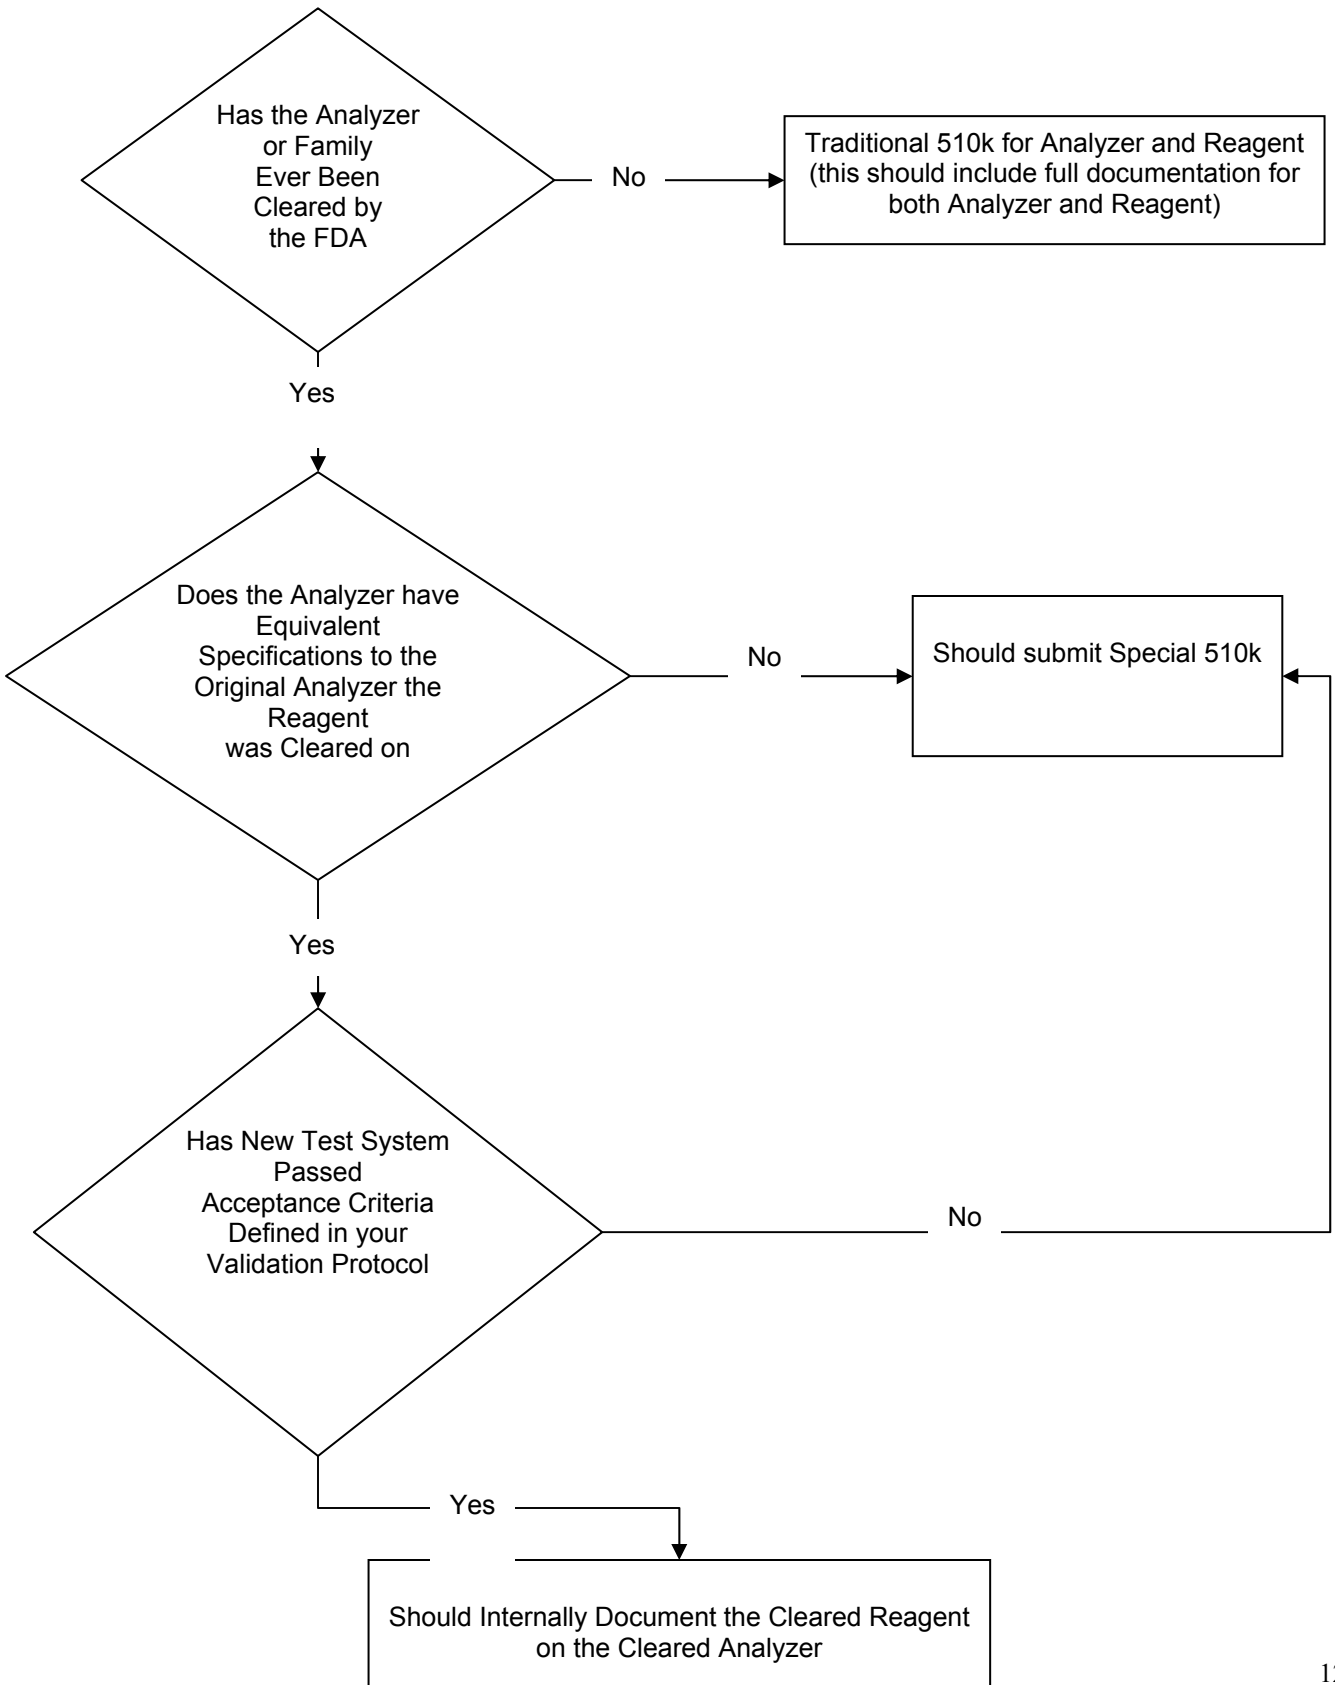 Has the Analyzer
or Family
Ever Been
Cleared by
the FDA
No
Traditional 510k for Analyzer and Reagent
(this should include full documentation for
both Analyzer and Reagent)
Yes
Does the Analyzer have
Equivalent
Specifications to the
Original Analyzer the
Reagent
was Cleared on
No
Should submit Special 510k
Yes
Has New Test System
Passed
Acceptance Criteria
Defined in your
Validation Protocol
No
Yes
Should Internally Document the Cleared Reagent
on the Cleared Analyzer
12